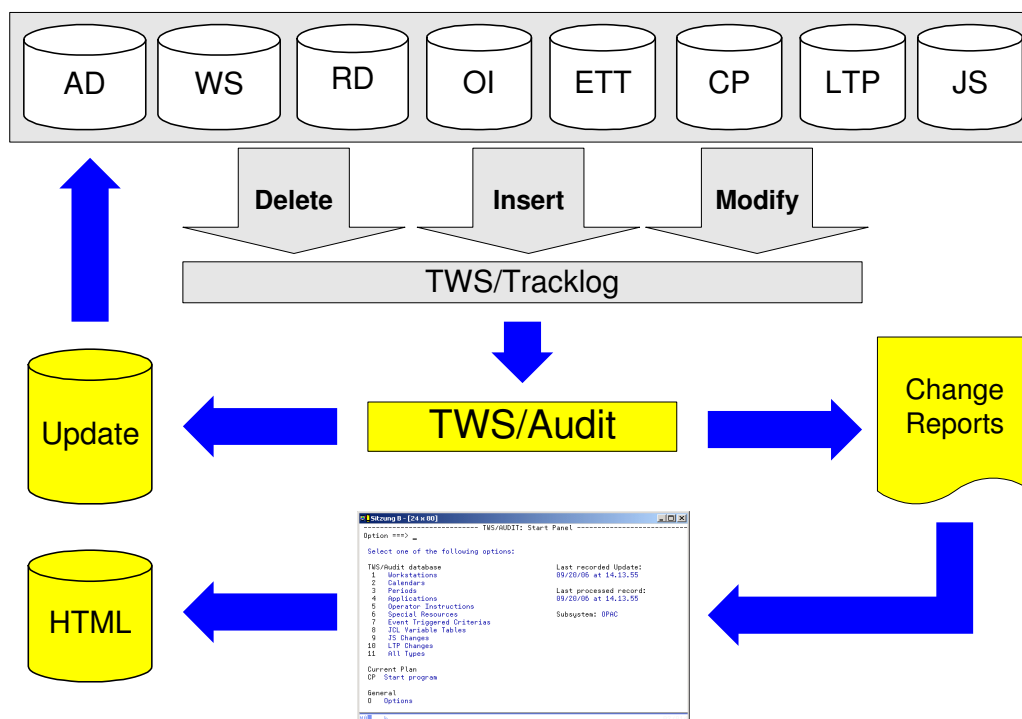 AD WS RD OI ETT CP LTP JS
Delete Insert Modify
TWS/Tracklog
Update
TWS/Audit
Change
Reports
HTML
Sitzung B - [24 x 80]
TWS/AUDIT: Start Panel
Option ===> _
Select one of the following options:
TWS/Audit database Last recorded Update:
1 Workstations 09/20/06 at 14.13.55
2 Calendars
3 Periods Last processed record:
4 Applications 09/20/06 at 14.13.55
5 Operator Instructions
6 Special Resources Subsystem: OPAC
7 Event Triggered Criterias
8 JCL Variable Tables
9 JS Changes
10 LTP Changes
11 All Types
Current Plan
CP Start program
General
O Options